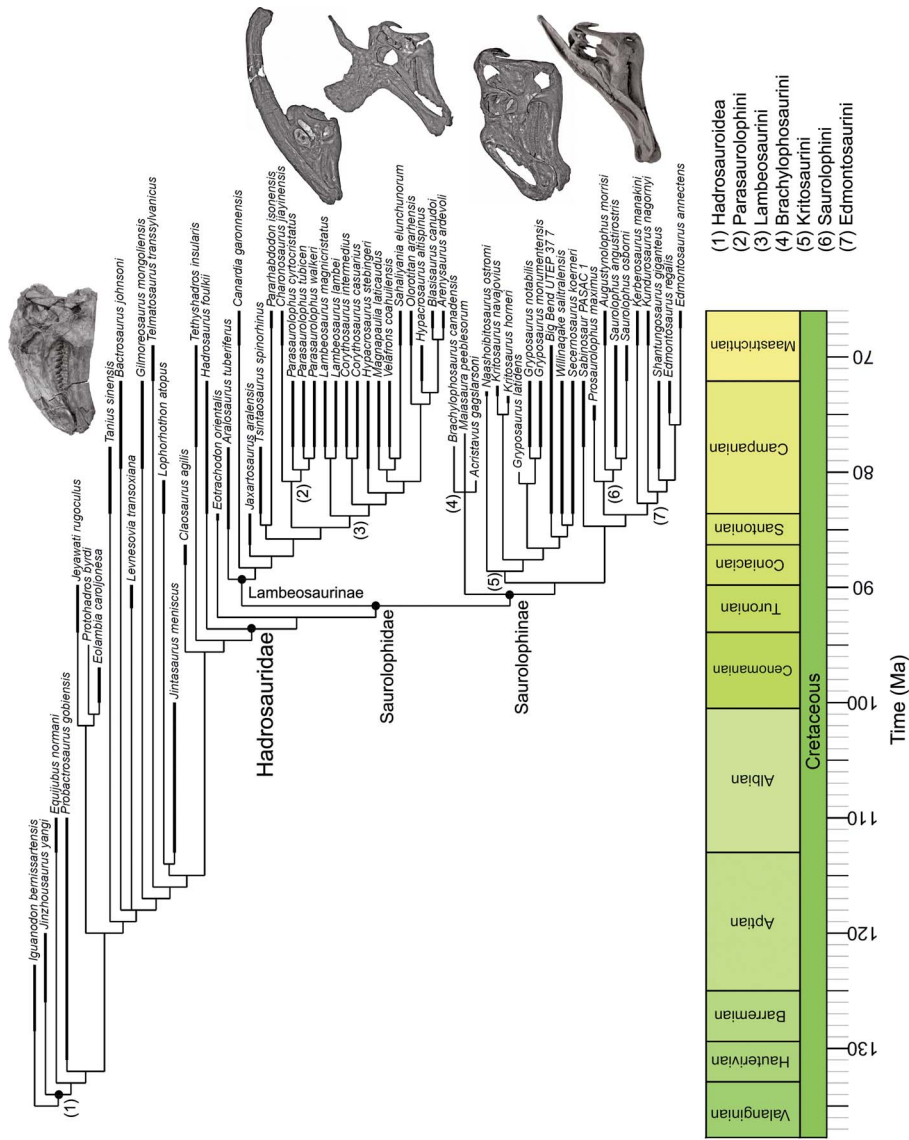 Iguanodon bernissartensis
Jinzhousaurus yangi
Equijubus normani
Probactrosaurus gobiensis
Jeyawati rugoculus
Protohadros byrdi
Eolambia caroljonesa
Tanius sinensis
Bactrosaurus johnsoni
Levnesovia transoxiana
Gilmoreosaurus mongoliensis
Telmatosaurus transsylvanicus
Lophorhothon atopus
Jintasaurus meniscus
Claosaurus agilis
Tethyshadros insularis
Hadrosaurus foulkii
Eotrachodon orientalis
Aralosaurus tuberiferus
Canardia garonnensis
Jaxartosaurus aralensis
Tsintaosaurus spinorhinus
Pararhabdodon isonensis
Charonosaurus jiayinensis
Parasaurolophus cyrtocristatus
Parasaurolophus tubicen
Parasaurolophus walkeri
Lambeosaurus magnicristatus
Lambeosaurus lambei
Corythosaurus intermedius
Corythosaurus casuarius
Hypacrosaurus stebingeri
Magnapaulia laticaudus
Velafrons coahuilensis
Sahaliyania elunchunorum
Olorotitan ararhensis
Hypacrosaurus altispinus
Blasisaurus canudoi
Arenysaurus ardevoli
Brachylophosaurus canadensis
Maiasaura peeblesorum
Acristavus gagslarsoni
Naashoibitosaurus ostromi
Kritosaurus navajovius
Kritosaurus horneri
Gryposaurus latidens
Gryposaurus notabilis
Gryposaurus monumentensis
Big Bend UTEP 37 7
Willinaqake salitralensis
Secernosaurus koerneri
Sabinosaur PASAC 1
Prosaurolophus maximus
Augustynolophus morrisi
Saurolophus angustirostris
Saurolophus osborni
Kerberosaurus manakini
Kundurosaurus nagornyi
Shantungosaurus giganteus
Edmontosaurus regalis
Edmontosaurus annectens
(1)
(2)
(3)
(4)
(5)
(6)
(7)
Hadrosauridae
Lambeosaurinae
Saurolophidae
Saurolophinae
(1) Hadrosauroidea
(2) Parasaurolophini
(3) Lambeosaurini
(4) Brachylophosaurini
(5) Kritosaurini
(6) Saurolophini
(7) Edmontosaurini
Valanginian
Hauterivian
Barremian
Aptian
Albian
Cenomanian
Turonian
Coniacian
Santonian
Campanian
Maastrichtian
Cretaceous
130
120
110
100
90
80
70
Time (Ma)